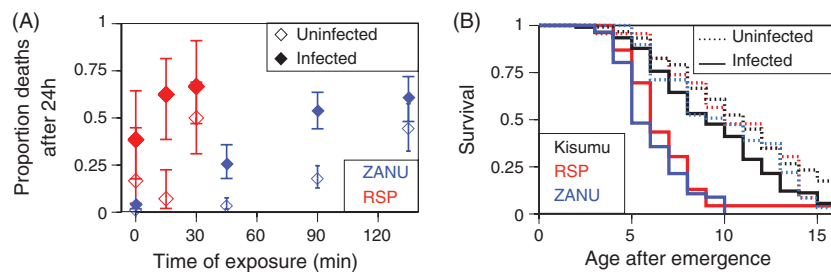 (A)
Uninfected
Infected
Proportion deaths
after 24h
1
0.75
0.5
0.25
0
ZANU
RSP
0
30
60
90
120
Time of exposure (min)
(B)
Uninfected
Infected
Survival
1
0.75
0.5
0.25
0
Kisumu
RSP
ZANU
0
5
10
15
Age after emergence